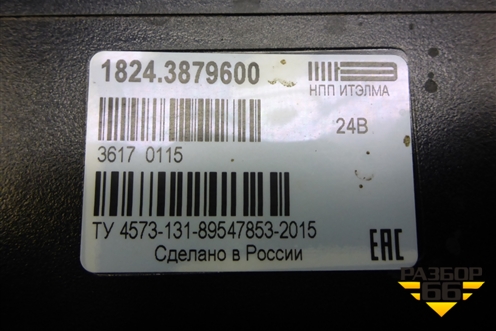 1824.3879600
НПП ИТЭЛМА
24В
3617 0115
ТУ 4573-131-89547853-2015
Сделано в России
EAC
РАЗБОР
66